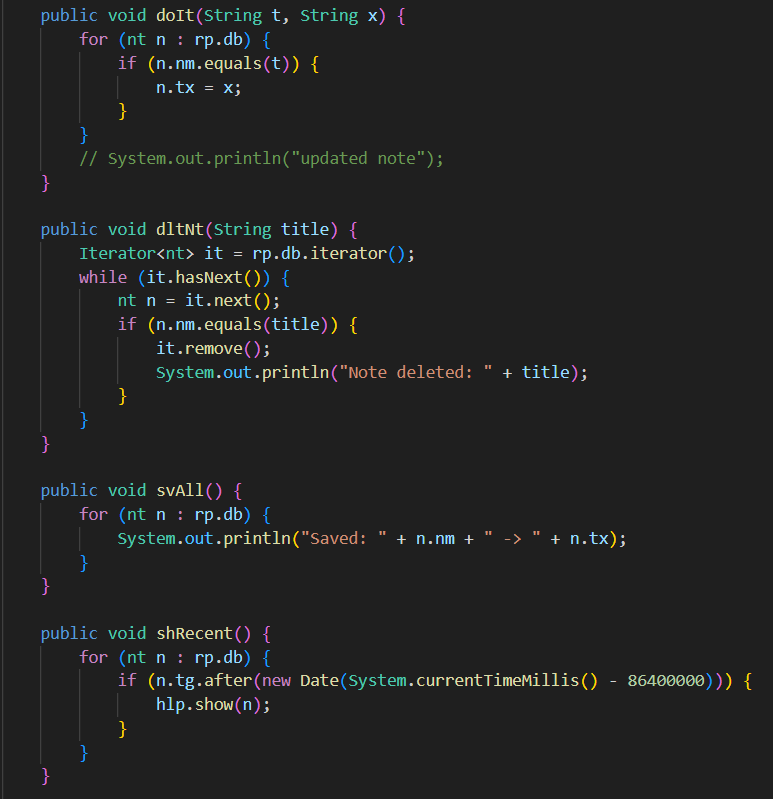 public void doIt(String t, String x) {
    for (nt n : rp.db) {
        if (n.nm.equals(t)) {
            n.tx = x;
        }
    }
    // System.out.println("updated note");
}

public void dltNt(String title) {
    Iterator<nt> it = rp.db.iterator();
    while (it.hasNext()) {
        nt n = it.next();
        if (n.nm.equals(title)) {
            it.remove();
            System.out.println("Note deleted: " + title);
        }
    }
}

public void svAll() {
    for (nt n : rp.db) {
        System.out.println("Saved: " + n.nm + " -> " + n.tx);
    }
}

public void shRecent() {
    for (nt n : rp.db) {
        if (n.tg.after(new Date(System.currentTimeMillis() - 86400000))) {
            hlp.show(n);
        }
    }
}